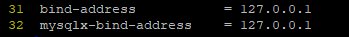 31 bind-address            = 127.0.0.1
32 mysqlx-bind-address     = 127.0.0.1